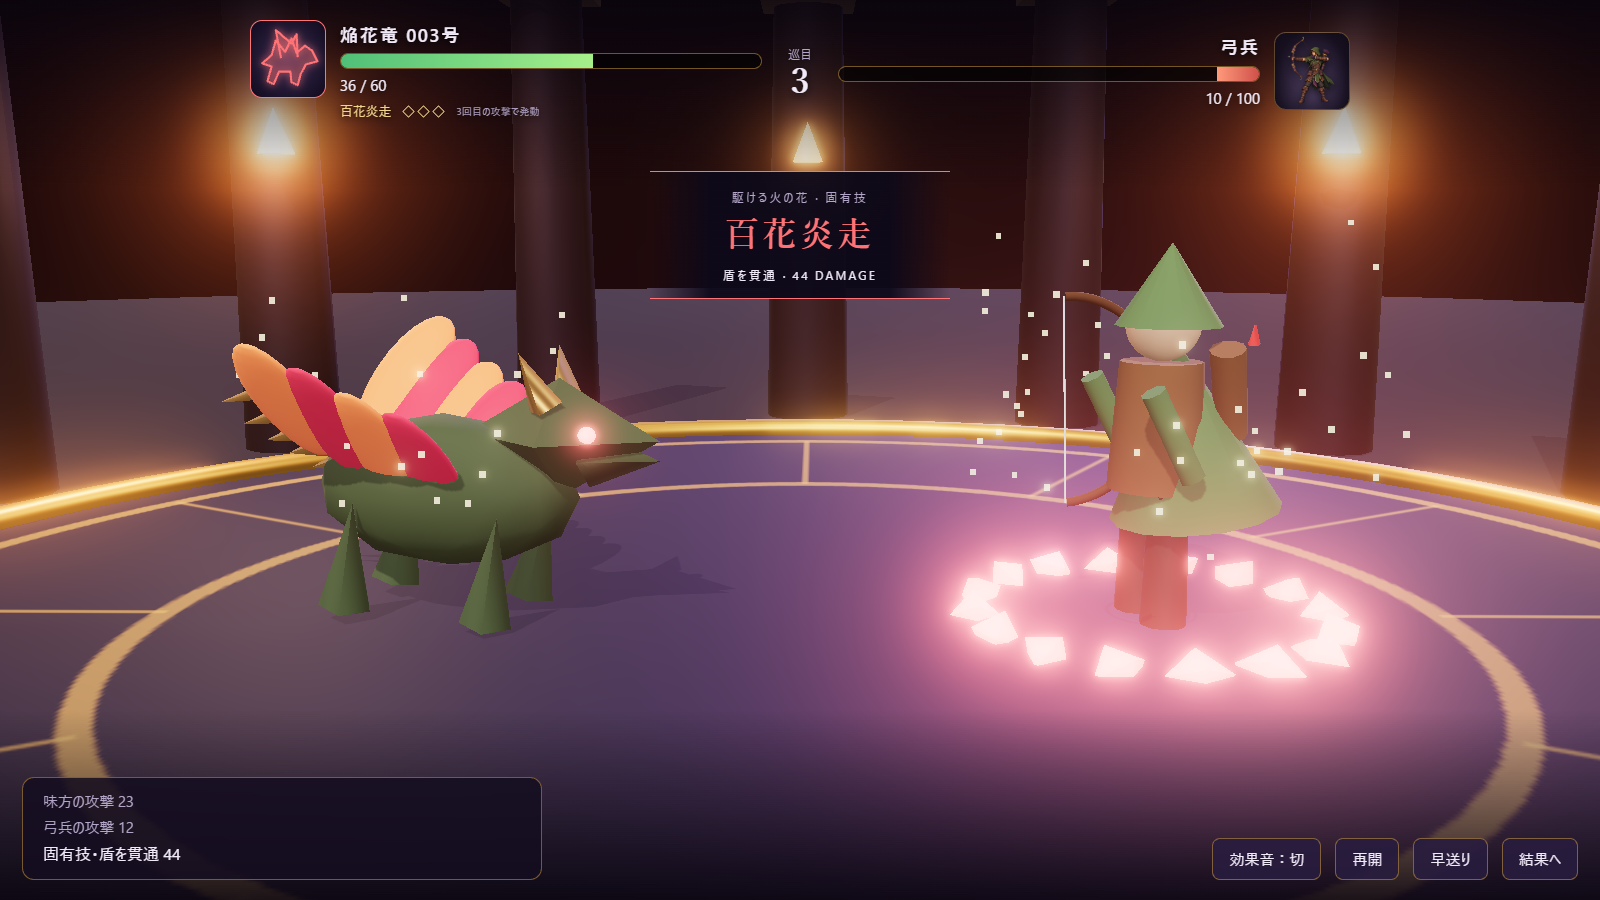 焔花竜 003号
36 / 60
百花炎走 ◇◇◇ 3回目の攻撃で発動
巡目
3
弓兵
10 / 100
駆ける火の花 · 固有技
百花炎走
盾を貫通 · 44 DAMAGE
味方の攻撃 23
弓兵の攻撃 12
固有技・盾を貫通 44
効果音：切
再開
早送り
結果へ